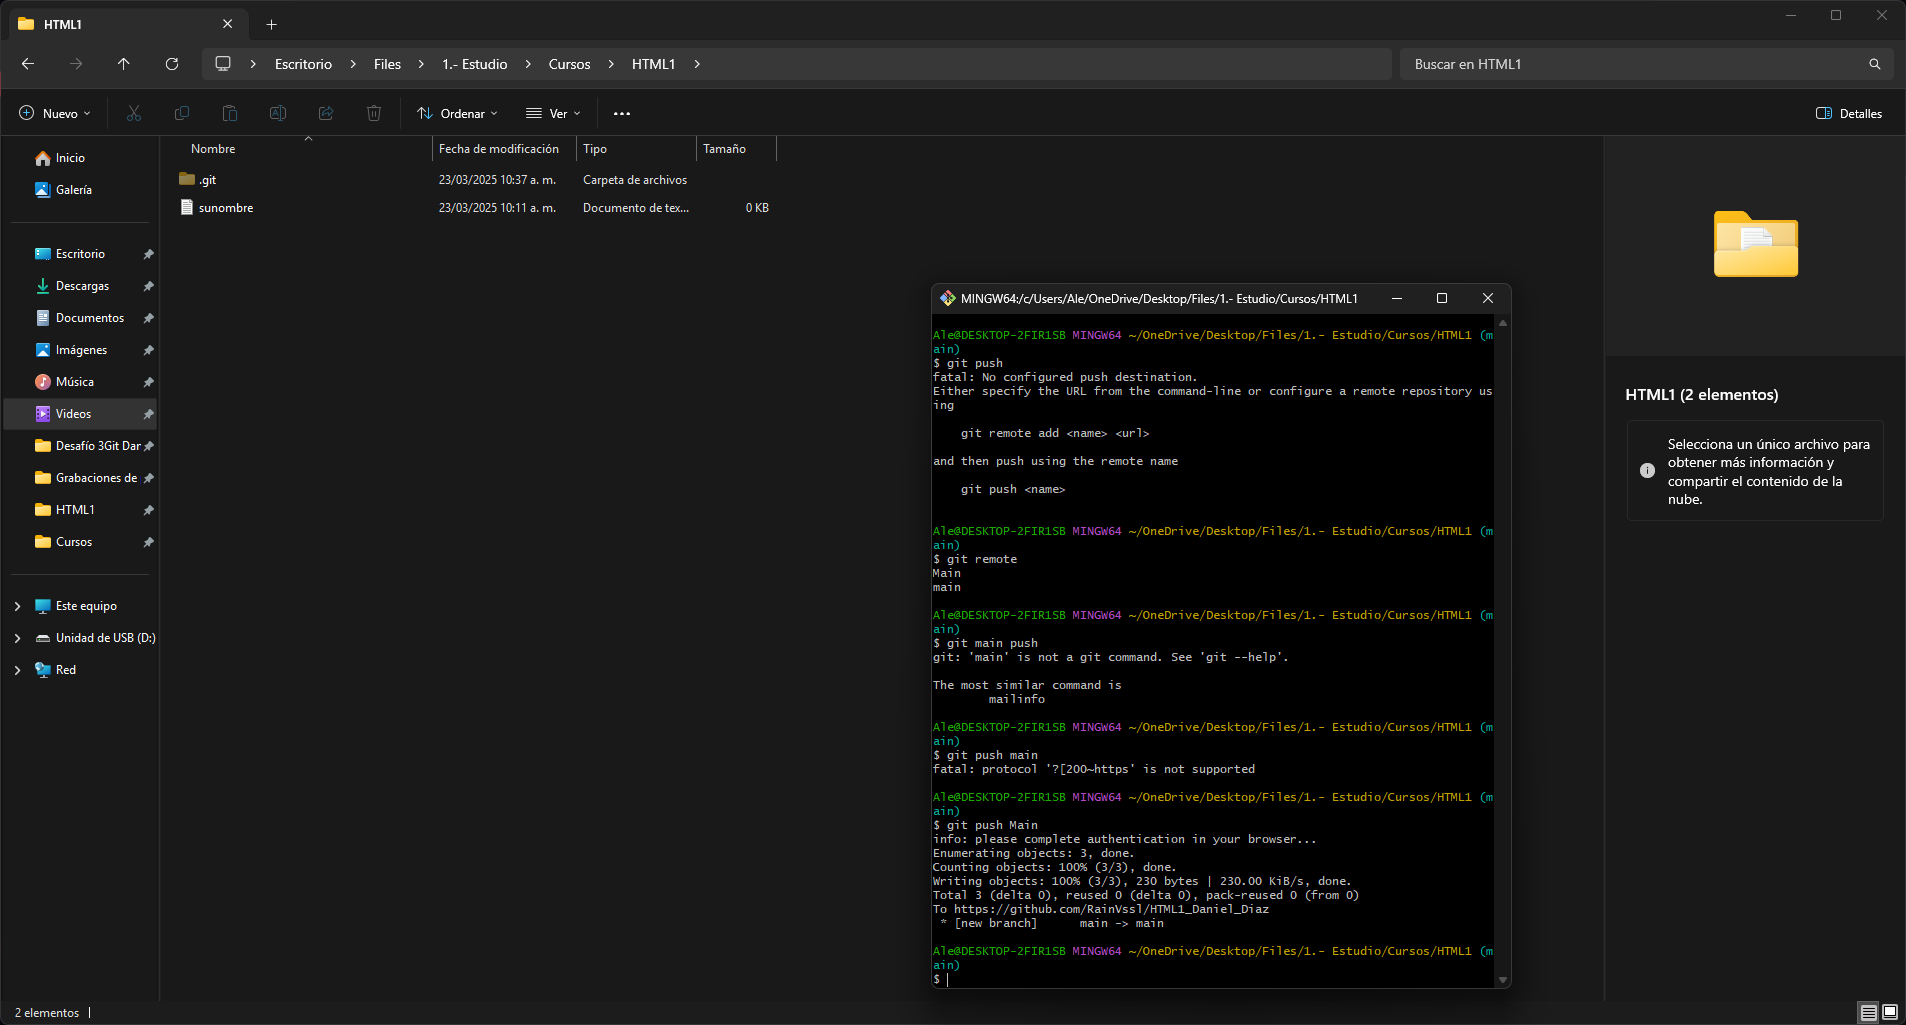 HTML1
Escritorio
Files
1.- Estudio
Cursos
HTML1
Buscar en HTML1
Nuevo
Ordenar
Ver
Detalles
Nombre
Fecha de modificación
Tipo
Tamaño
.git
23/03/2025 10:37 a. m.
Carpeta de archivos
sunombre
23/03/2025 10:11 a. m.
Documento de tex...
0 KB
Inicio
Galería
Escritorio
Descargas
Documentos
Imágenes
Música
Videos
Desafío 3Git Dar
Grabaciones de
HTML1
Cursos
Este equipo
Unidad de USB (D:)
Red
MINGW64:/c/Users/Ale/OneDrive/Desktop/Files/1.- Estudio/Cursos/HTML1
Ale@DESKTOP-2FIR1SB MINGW64 ~/OneDrive/Desktop/Files/1.- Estudio/Cursos/HTML1 (m
ain)
$ git push
fatal: No configured push destination.
Either specify the URL from the command-line or configure a remote repository us
ing
git remote add <name> <url>
and then push using the remote name
git push <name>
Ale@DESKTOP-2FIR1SB MINGW64 ~/OneDrive/Desktop/Files/1.- Estudio/Cursos/HTML1 (m
ain)
$ git remote
Main
main
Ale@DESKTOP-2FIR1SB MINGW64 ~/OneDrive/Desktop/Files/1.- Estudio/Cursos/HTML1 (m
ain)
$ git main push
git: 'main' is not a git command. See 'git --help'.
The most similar command is
mailinfo
Ale@DESKTOP-2FIR1SB MINGW64 ~/OneDrive/Desktop/Files/1.- Estudio/Cursos/HTML1 (m
ain)
$ git push main
fatal: protocol '?[200~https' is not supported
Ale@DESKTOP-2FIR1SB MINGW64 ~/OneDrive/Desktop/Files/1.- Estudio/Cursos/HTML1 (m
ain)
$ git push Main
info: please complete authentication in your browser...
Enumerating objects: 3, done.
Counting objects: 100% (3/3), done.
Writing objects: 100% (3/3), 230 bytes | 230.00 KiB/s, done.
Total 3 (delta 0), reused 0 (delta 0), pack-reused 0 (from 0)
To https://github.com/RainVssl/HTML1_Daniel_Diaz
* [new branch] main -> main
Ale@DESKTOP-2FIR1SB MINGW64 ~/OneDrive/Desktop/Files/1.- Estudio/Cursos/HTML1 (m
ain)
$
HTML1 (2 elementos)
Selecciona un único archivo para
obtener más información y
compartir el contenido de la
nube.
2 elementos